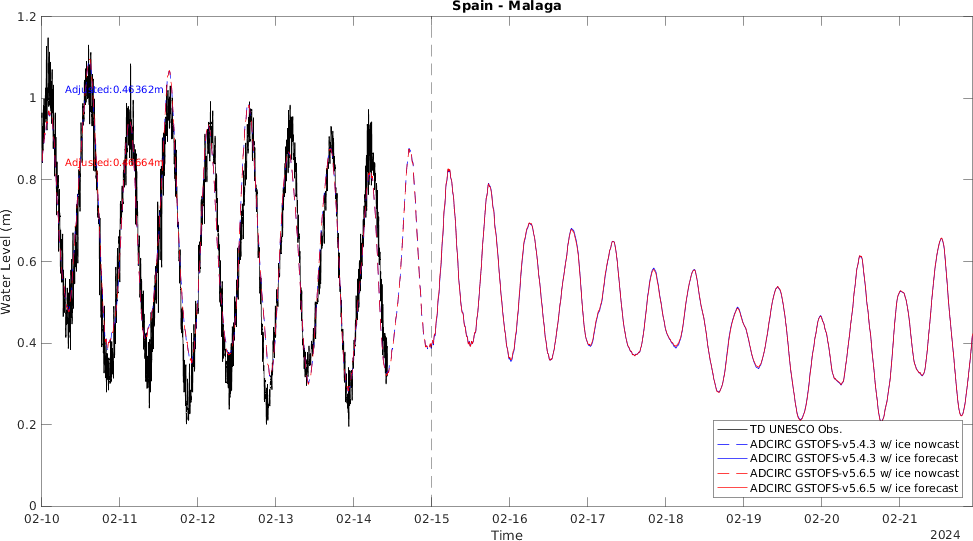 Spain - Malaga
1.2
1
0.8
0.6
0.4
0.2
0
Water Level (m)
Adjusted:0.46362m
Adjusted:0.46664m
TD UNESCO Obs.
ADCIRC GSTOFS-v5.4.3 w/ ice nowcast
ADCIRC GSTOFS-v5.4.3 w/ ice forecast
ADCIRC GSTOFS-v5.6.5 w/ ice nowcast
ADCIRC GSTOFS-v5.6.5 w/ ice forecast
02-10 02-11 02-12 02-13 02-14 02-15 02-16 02-17 02-18 02-19 02-20 02-21
Time
2024